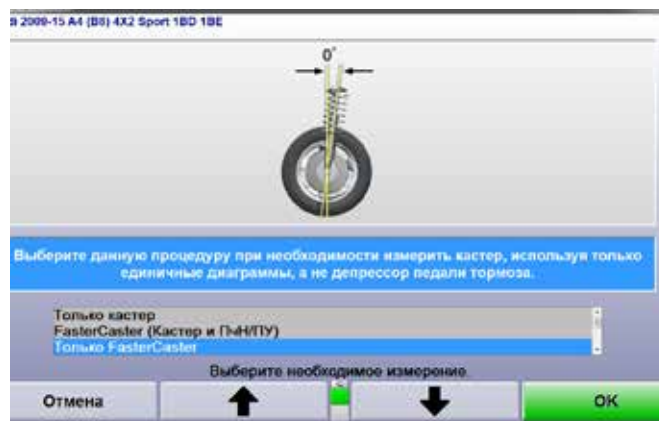 2009-15 A4 (B8) 4X2 Sport 1BD 1BE
0°
Выберите данную процедуру при необходимости измерить кастер, используя только
единичные диаграммы, а не депрессор педали тормоза.
Только кастер
FasterCaster (Кастер и ПчН/ПУ)
Только FasterCaster
Выберите необходимое измерение.
Отмена
OK